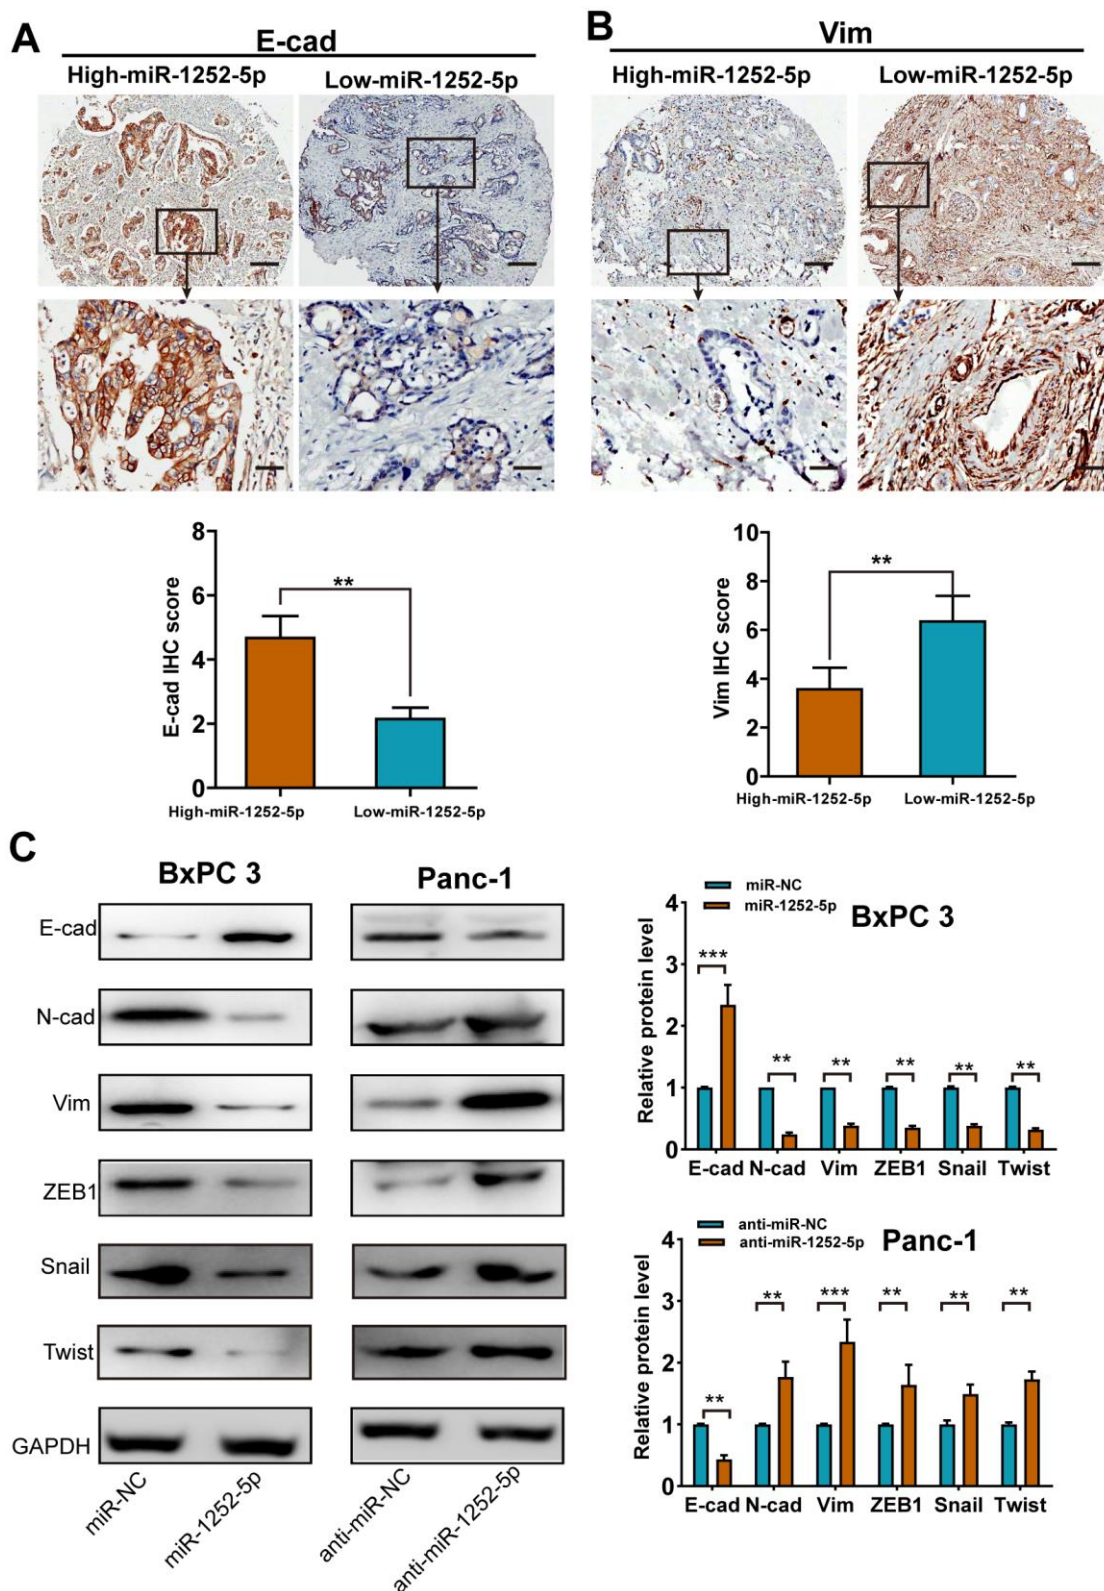 A
E-cad
High-miR-1252-5p Low-miR-1252-5p
B
Vim
High-miR-1252-5p Low-miR-1252-5p
8
6
4
2
0
E-cad IHC score
**
High-miR-1252-5p Low-miR-1252-5p
10
8
6
4
2
0
Vim IHC score
**
High-miR-1252-5p Low-miR-1252-5p
C
BxPC 3 Panc-1
E-cad
N-cad
Vim
ZEB1
Snail
Twist
GAPDH
miR-NC
miR-1252-5p
anti-miR-NC
anti-miR-1252-5p
miR-NC
miR-1252-5p
BxPC 3
4
3
2
1
0
Relative protein level
*** ** ** ** ** **
E-cad N-cad Vim ZEB1 Snail Twist
anti-miR-NC
anti-miR-1252-5p
Panc-1
4
3
2
1
0
Relative protein level
** ** *** ** ** **
E-cad N-cad Vim ZEB1 Snail Twist